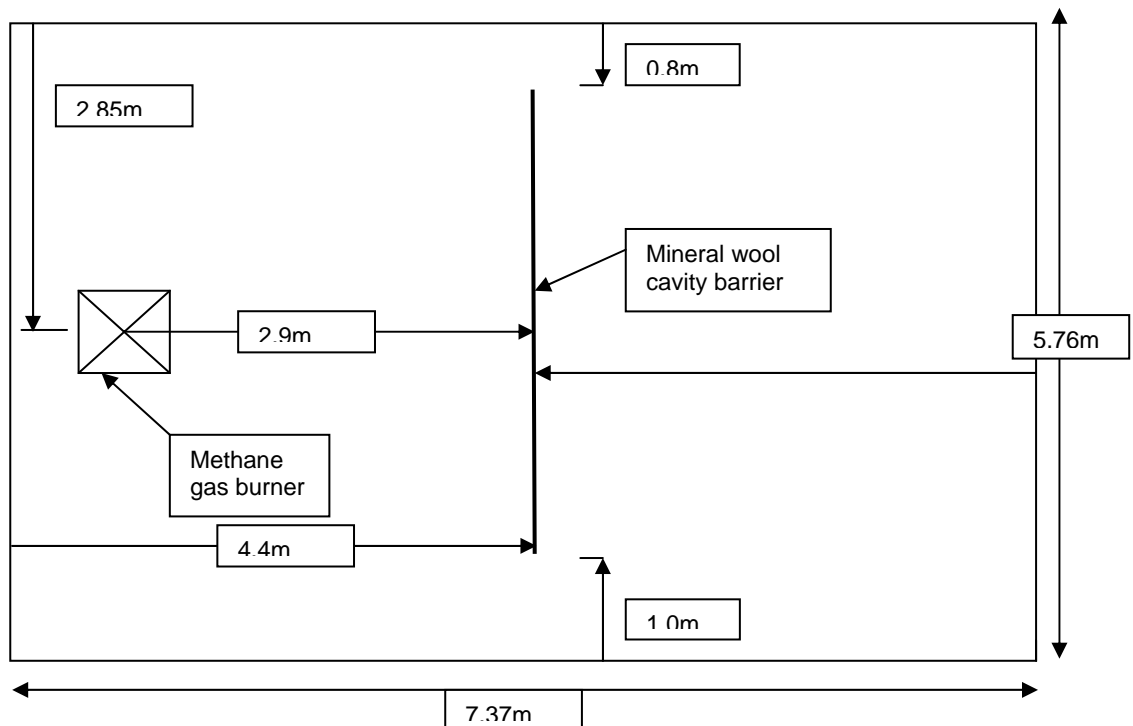 0.8m
2.85m
Mineral wool
cavity barrier
2.9m
5.76m
Methane
gas burner
4.4m
1.0m
7.37m